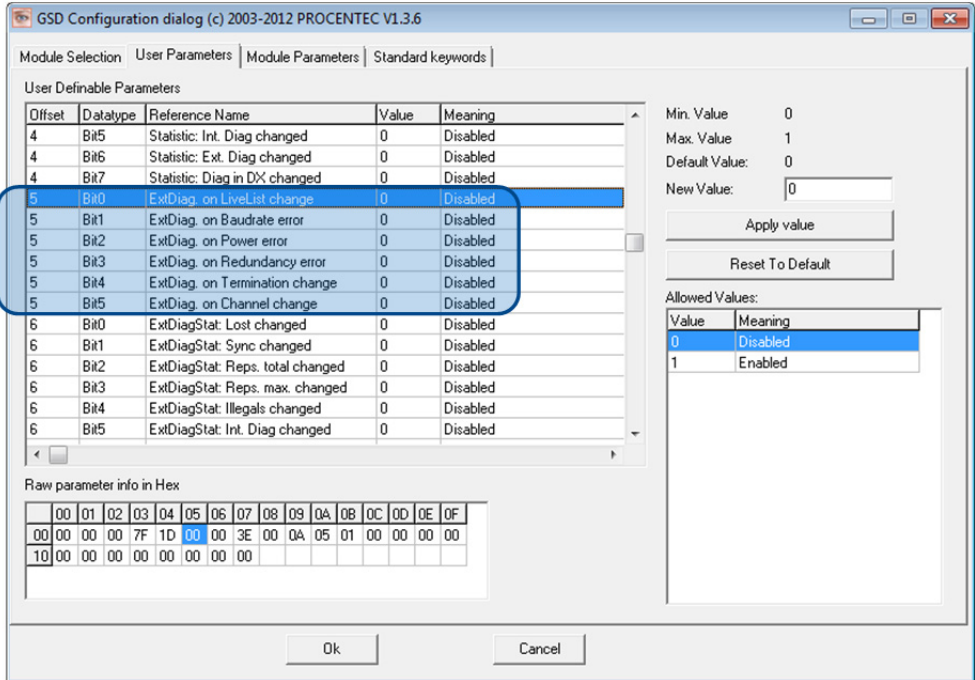 GSD Configuration dialog (c) 2003-2012 PROCENTEC V1.3.6
Module Selection User Parameters Module Parameters Standard keywords
User Definable Parameters
Offset Datatype Reference Name Value Meaning
4 Bit5 Statistic: Int. Diag changed 0 Disabled
4 Bit6 Statistic: Ext. Diag changed 0 Disabled
4 Bit7 Statistic: Diag in DX changed 0 Disabled
5 Bit0 ExtDiag. on LiveList change 0 Disabled
5 Bit1 ExtDiag. on Baudrate error 0 Disabled
5 Bit2 ExtDiag. on Power error 0 Disabled
5 Bit3 ExtDiag. on Redundancy error 0 Disabled
5 Bit4 ExtDiag. on Termination change 0 Disabled
5 Bit5 ExtDiag. on Channel change 0 Disabled
6 Bit0 ExtDiagStat: Lost changed 0 Disabled
6 Bit1 ExtDiagStat: Sync changed 0 Disabled
6 Bit2 ExtDiagStat: Reps. total changed 0 Disabled
6 Bit3 ExtDiagStat: Reps. max. changed 0 Disabled
6 Bit4 ExtDiagStat: Illegals changed 0 Disabled
6 Bit5 ExtDiagStat: Int. Diag changed 0 Disabled
Min. Value 0
Max. Value 1
Default Value: 0
New Value: 0
Apply value
Reset To Default
Allowed Values:
Value Meaning
0 Disabled
1 Enabled
Raw parameter info in Hex
00 01 02 03 04 05 06 07 08 09 0A 0B 0C 0D 0E 0F
00 00 00 00 7F 1D 00 00 3E 00 0A 05 01 00 00 00 00
10 00 00 00 00 00 00 00 00
Ok Cancel